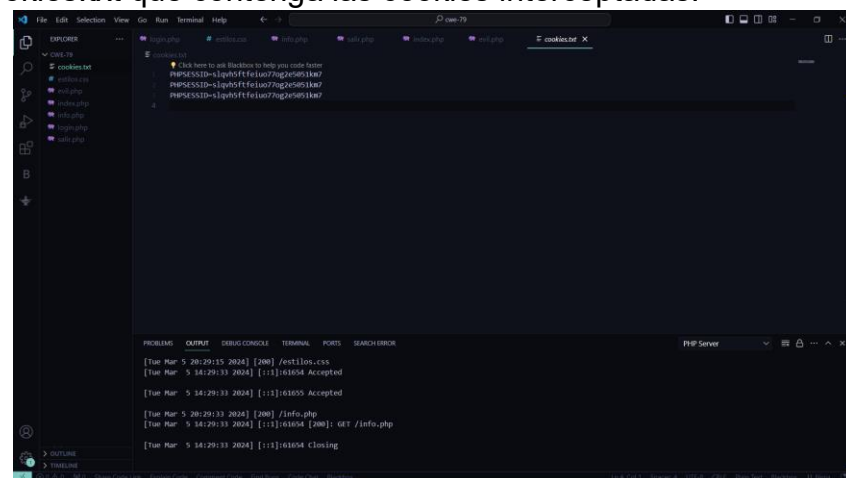 que contenga las cookies interceptadas.
File Edit Selection View Go Run Terminal Help
cwe-79
EXPLORER
login.php estilos.css info.php salir.php index.php evil.php cookies.txt
CWE-79
cookies.txt
estilos.css
evil.php
index.php
info.php
login.php
salir.php
cookies.txt
Click here to ask Blackbox to help you code faster
PHPSESSID=slqvh5ftfeiuo77og2e5051km7
PHPSESSID=slqvh5ftfeiuo77og2e5051km7
PHPSESSID=slqvh5ftfeiuo77og2e5051km7
4
PROBLEMS OUTPUT DEBUG CONSOLE TERMINAL PORTS SEARCH ERROR
PHP Server
[Tue Mar 5 20:29:15 2024] [200] /estilos.css
[Tue Mar 5 14:29:33 2024] [::1]:61654 Accepted
[Tue Mar 5 14:29:33 2024] [::1]:61655 Accepted
[Tue Mar 5 20:29:33 2024] [200] /info.php
[Tue Mar 5 14:29:33 2024] [::1]:61654 [200]: GET /info.php
[Tue Mar 5 14:29:33 2024] [::1]:61654 Closing
OUTLINE
TIMELINE